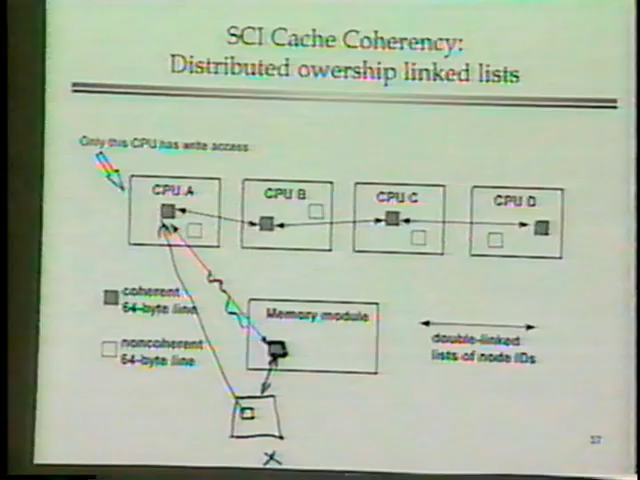 SCI Cache Coherency:
Distributed owership linked lists
Only this CPU has write access
CPU A
CPU B
CPU C
CPU D
coherent
64-byte line
Memory module
noncoherent
64-byte line
double-linked
lists of node IDs
X
37